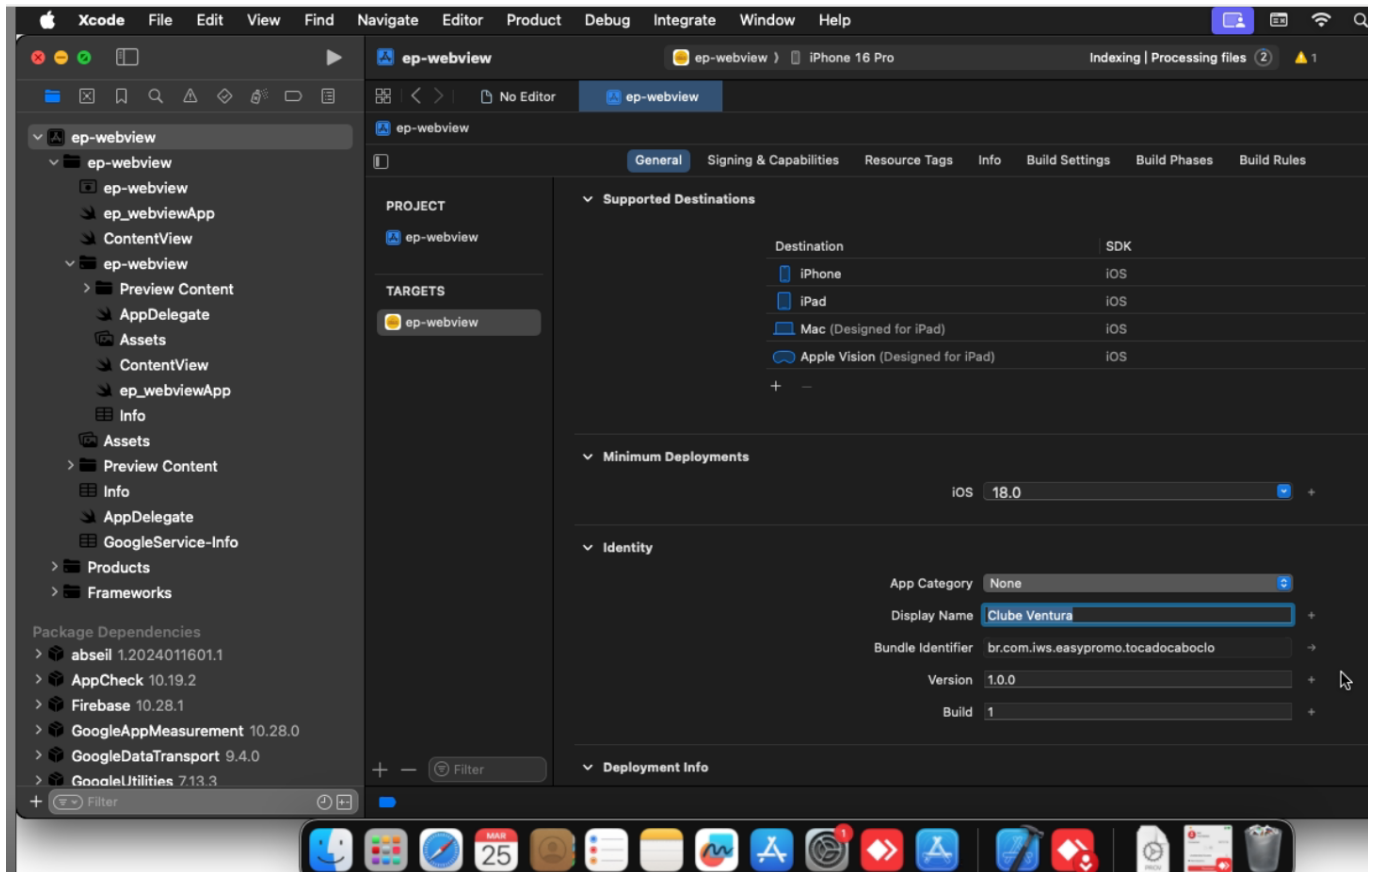 Xcode File Edit View Find Navigate Editor Product Debug Integrate Window Help
ep-webview
ep-webview ⟩ iPhone 16 Pro
Indexing | Processing files 2
1
No Editor
ep-webview
ep-webview
General Signing & Capabilities Resource Tags Info Build Settings Build Phases Build Rules
ep-webview
ep-webview
ep-webview
ep_webviewApp
ContentView
ep-webview
Preview Content
AppDelegate
Assets
ContentView
ep_webviewApp
Info
Assets
Preview Content
Info
AppDelegate
GoogleService-Info
Products
Frameworks
Package Dependencies
abseil 1.2024011601.1
AppCheck 10.19.2
Firebase 10.28.1
GoogleAppMeasurement 10.28.0
GoogleDataTransport 9.4.0
GoogleUtilities 7.13.3
Filter
PROJECT
ep-webview
TARGETS
ep-webview
Filter
Supported Destinations
Destination SDK
iPhone iOS
iPad iOS
Mac (Designed for iPad) iOS
Apple Vision (Designed for iPad) iOS
Minimum Deployments
iOS 18.0
Identity
App Category None
Display Name Clube Ventura
Bundle Identifier br.com.iws.easypromo.tocadocaboclo
Version 1.0.0
Build 1
Deployment Info
MAR
25
1
PROV